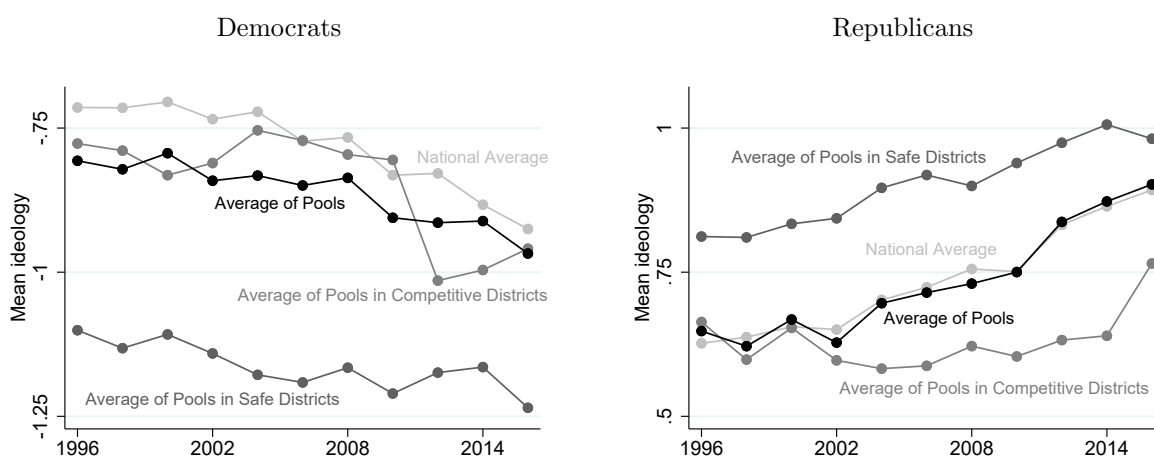 Democrats
Mean ideology
-.75
-1
-1.25
National Average
Average of Pools
Average of Pools in Competitive Districts
Average of Pools in Safe Districts
1996
2002
2008
2014
Republicans
Mean ideology
1
.75
.5
Average of Pools in Safe Districts
National Average
Average of Pools
Average of Pools in Competitive Districts
1996
2002
2008
2014